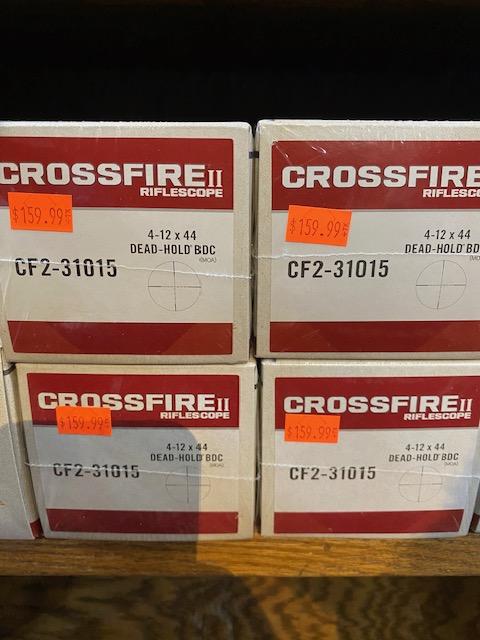 CROSSFIRE II
RIFLESCOPE
$159.99
4-12 x 44
DEAD-HOLD® BDC
(MOA)
CF2-31015
CROSSFIRE
RIFLESCOPE
$159.99
4-12 x 44
DEAD-HOLD® BD
CF2-31015
CROSSFIRE II
RIFLESCOPE
$159.99
4-12 x 44
DEAD-HOLD® BDC
(MOA)
CF2-31015
CROSSFIRE II
RIFLESCOPE
$159.99
4-12 x 44
DEAD-HOLD® BDC
(MOA)
CF2-31015